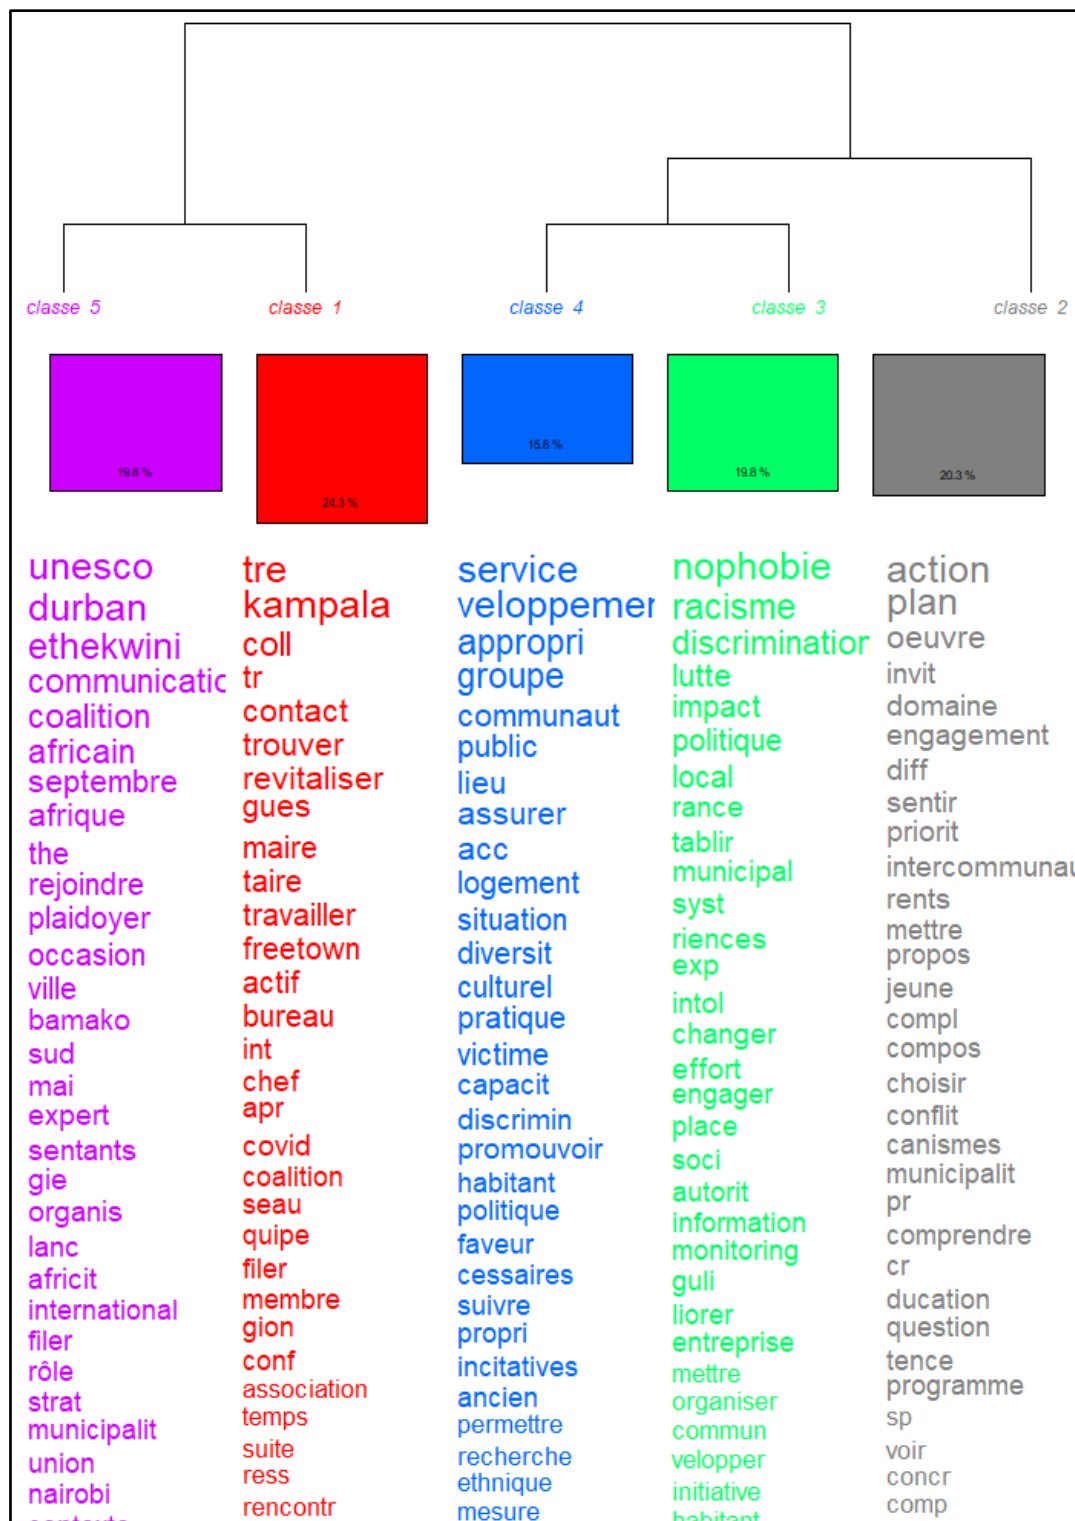 classe 5
classe 1
classe 4
classe 3
classe 2
19.8 %
24.3 %
15.8 %
19.8 %
20.3 %
unesco
durban
ethekwini
communicatic
coalition
africain
septembre
afrique
the
rejoindre
plaidoyer
occasion
ville
bamako
sud
mai
expert
sentants
gie
organis
lanc
africit
international
filer
rôle
strat
municipalit
union
nairobi
tre
kampala
coll
tr
contact
trouver
revitaliser
gues
maire
taire
travailler
freetown
actif
bureau
int
chef
apr
covid
coalition
seau
quipe
filer
membre
gion
conf
association
temps
suite
ress
rencontr
service
veloppemer
appropri
groupe
communaut
public
lieu
assurer
acc
logement
situation
diversit
culturel
pratique
victime
capacit
discrimin
promouvoir
habitant
politique
faveur
cessaires
suivre
propri
incitatives
ancien
permettre
recherche
ethnique
mesure
nophobie
racisme
discrimination
lutte
impact
politique
local
rance
tablir
municipal
syst
riences
exp
intol
changer
effort
engager
place
soci
autorit
information
monitoring
guli
liorer
entreprise
mettre
organiser
commun
velopper
initiative
habitant
action
plan
oeuvre
invit
domaine
engagement
diff
sentir
priorit
intercommunau
rents
mettre
propos
jeune
compl
compos
choisir
conflit
canismes
municipalit
pr
comprendre
cr
ducation
question
tence
programme
sp
voir
concr
comp